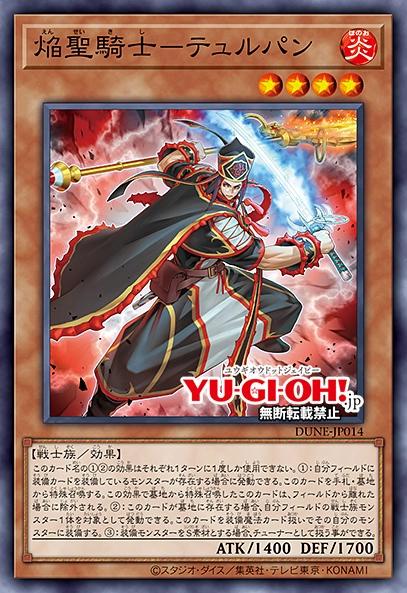 焔聖騎士－テュルパン
えん せい き し
炎
ほのお
ユウギオウドットジェイピー
YU-GI-OH!.jp
無断転載禁止
DUNE-JP014
【戦士族／効果】
このカード名の①②の効果はそれぞれ1ターンに1度しか使用できない。①：自分フィールドに
装備カードを装備しているモンスターが存在する場合に発動できる。このカードを手札・墓地
から特殊召喚する。この効果で墓地から特殊召喚したこのカードは、フィールドから離れた
場合に除外される。②：このカードが墓地に存在する場合、自分フィールドの戦士族モン
スター1体を対象として発動できる。このカードを装備魔法カード扱いでその自分のモン
スターに装備する。③：装備モンスターをS素材とする場合、チューナーとして扱う事ができる。
ATK/1400 DEF/1700
©スタジオ・ダイス／集英社・テレビ東京・KONAMI